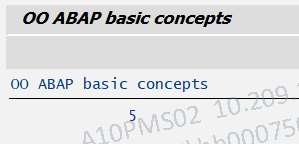 OO ABAP basic concepts
OO ABAP basic concepts
5
A10PMS02 10.209